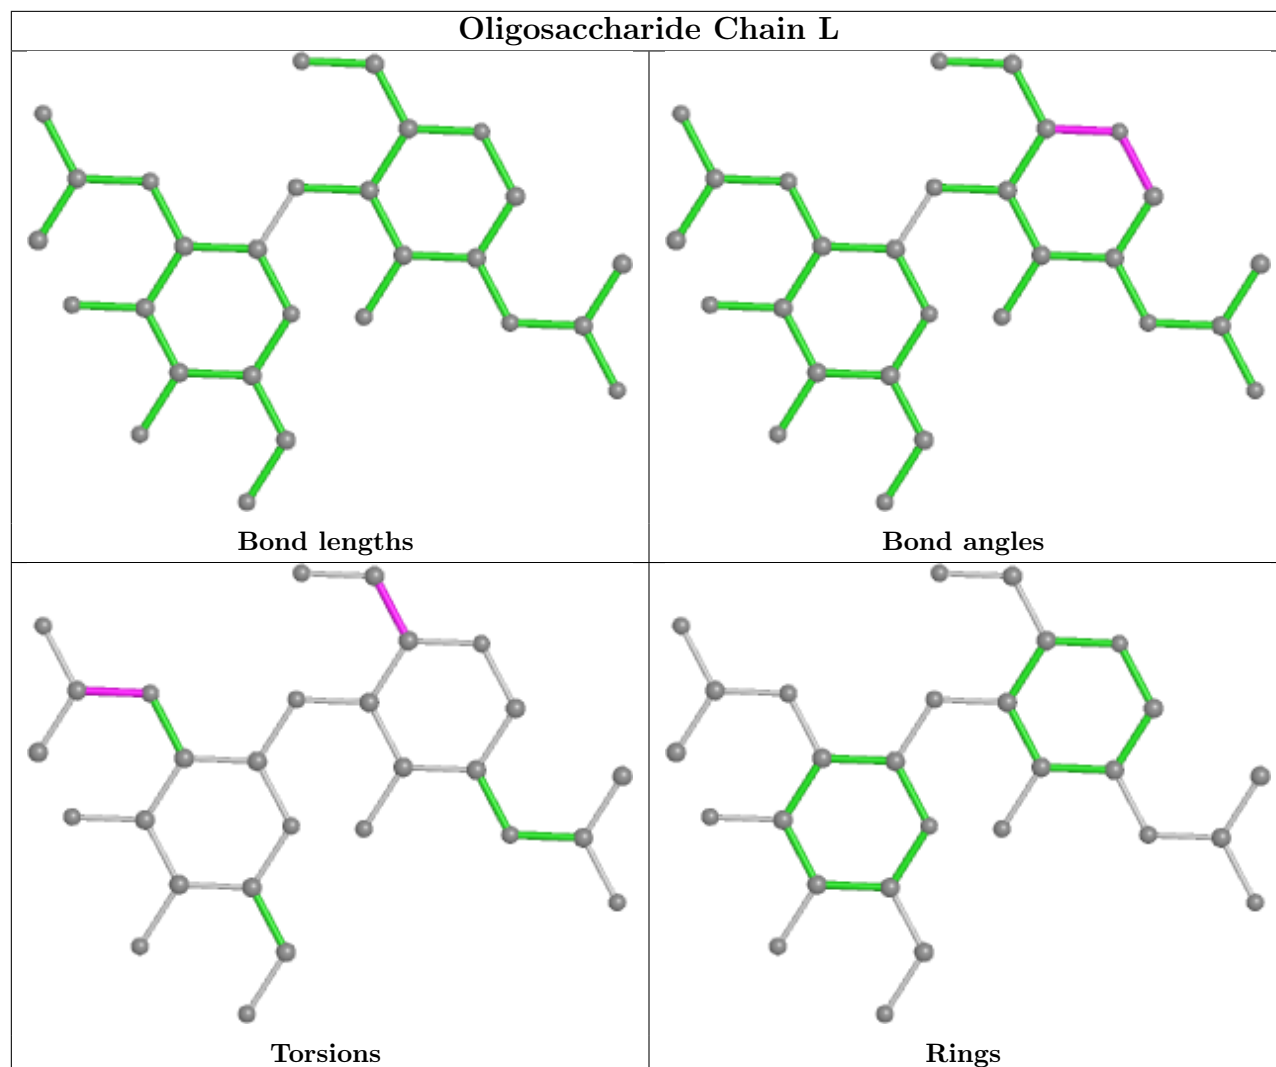 Oligosaccharide Chain L
Bond lengths
Bond angles
Torsions
Rings